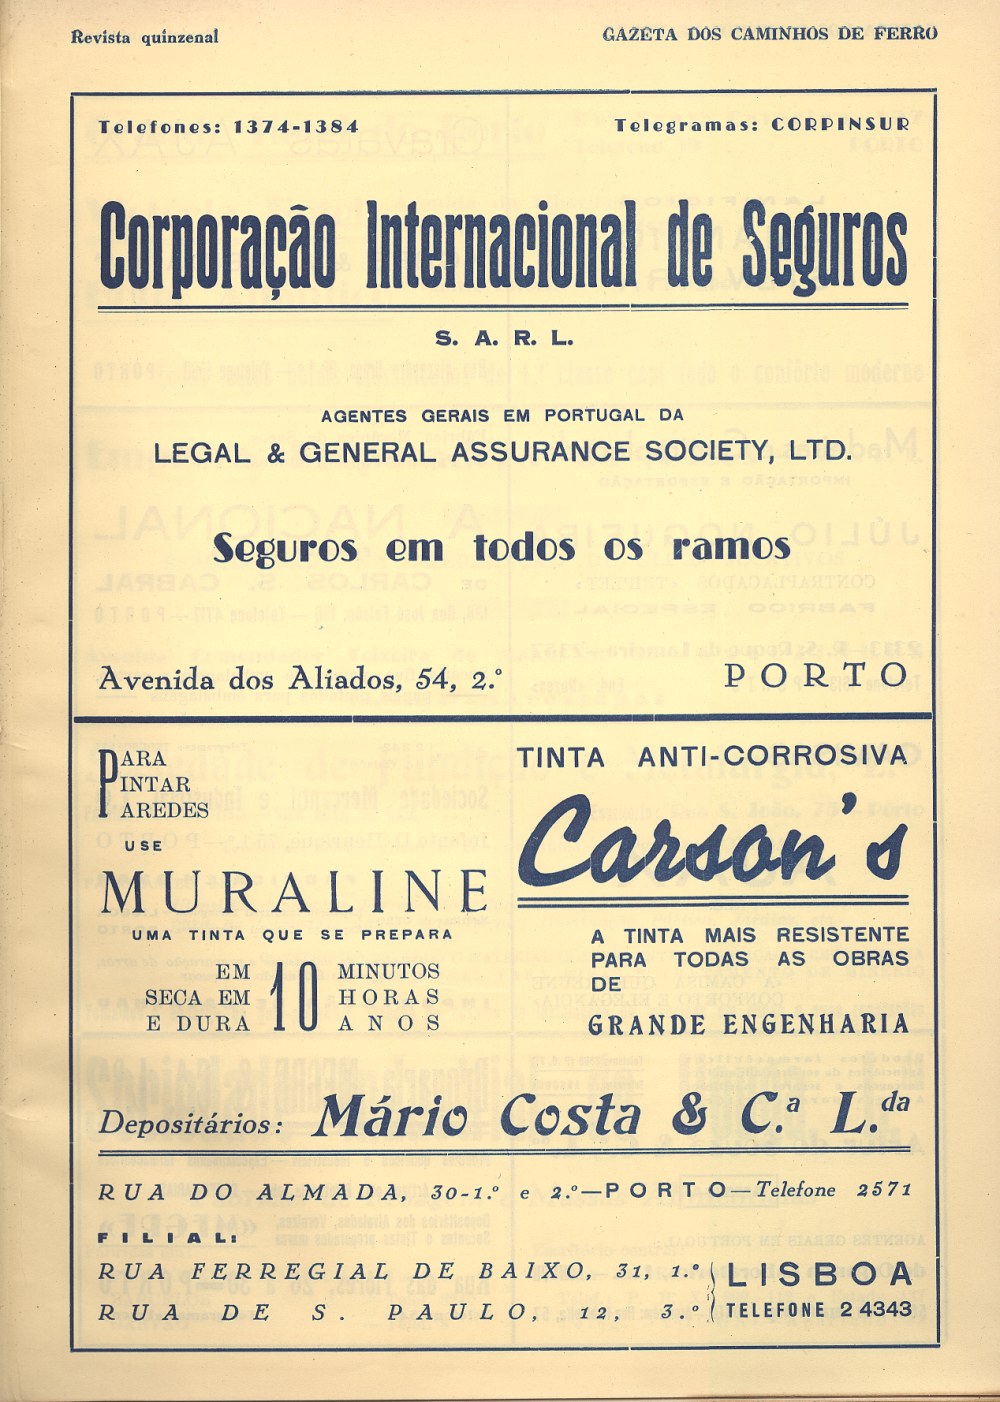 Revista quinzenal
GAZETA DOS CAMINHOS DE FERRO
Telefones: 1374-1384
Telegramas: CORPINSUR
Corporação Internacional de Seguros
S. A. R. L.
AGENTES GERAIS EM PORTUGAL DA
LEGAL & GENERAL ASSURANCE SOCIETY, LTD.
Seguros em todos os ramos
Avenida dos Aliados, 54, 2.º
PORTO
PARA
PINTAR
PAREDES
USE
MURALINE
UMA TINTA QUE SE PREPARA
EM 10 MINUTOS
SECA EM 10 HORAS
E DURA 10 ANOS
TINTA ANTI-CORROSIVA
Carson's
A TINTA MAIS RESISTENTE
PARA TODAS AS OBRAS
DE
GRANDE ENGENHARIA
Depositários: Mário Costa & C.ª L.da
RUA DO ALMADA, 30-1.º e 2.º—PORTO—Telefone 2571
FILIAL:
RUA FERREGIAL DE BAIXO, 31, 1.º
RUA DE S. PAULO, 12, 3.º
LISBOA
TELEFONE 24343